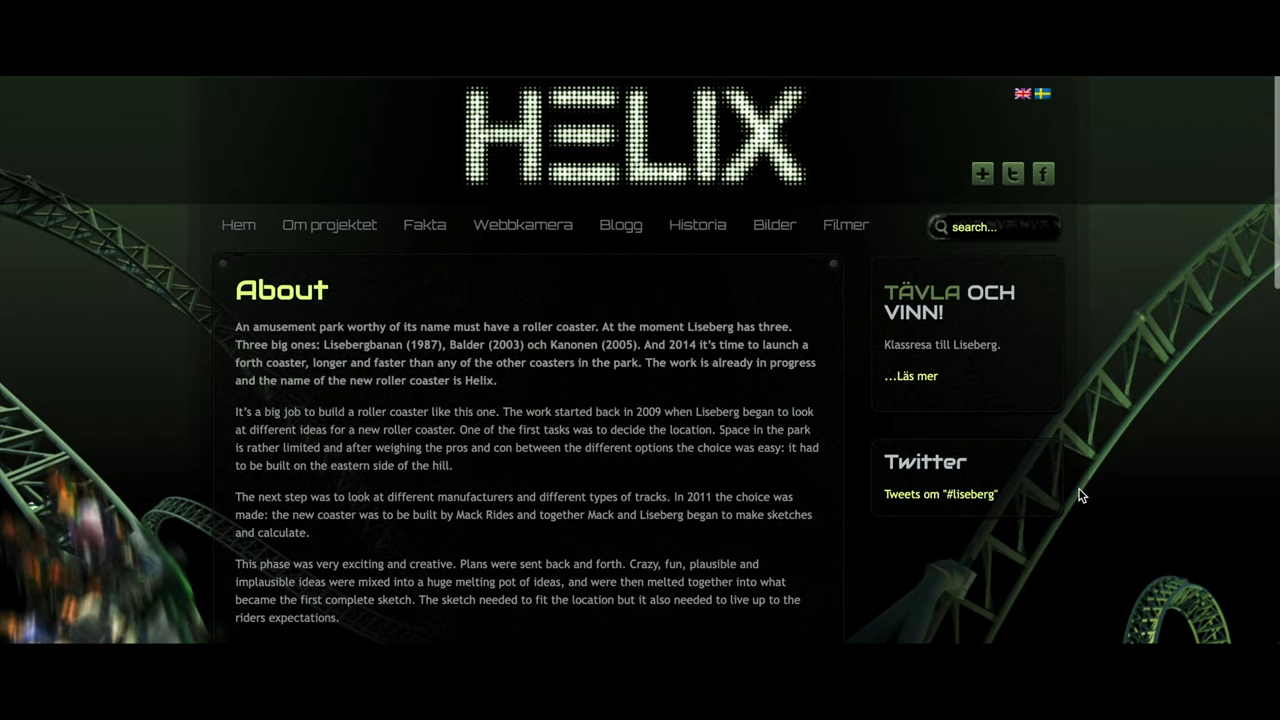 HELIX
Hem Om projektet Fakta Webbkamera Blogg Historia Bilder Filmer search...
About
An amusement park worthy of its name must have a roller coaster. At the moment Liseberg has three.
Three big ones: Lisebergbanan (1987), Balder (2003) och Kanonen (2005). And 2014 it's time to launch a
forth coaster, longer and faster than any of the other coasters in the park. The work is already in progress
and the name of the new roller coaster is Helix.
It's a big job to build a roller coaster like this one. The work started back in 2009 when Liseberg began to look
at different ideas for a new roller coaster. One of the first tasks was to decide the location. Space in the park
is rather limited and after weighing the pros and con between the different options the choice was easy: it had
to be built on the eastern side of the hill.
The next step was to look at different manufacturers and different types of tracks. In 2011 the choice was
made: the new coaster was to be built by Mack Rides and together Mack and Liseberg began to make sketches
and calculate.
This phase was very exciting and creative. Plans were sent back and forth. Crazy, fun, plausible and
implausible ideas were mixed into a huge melting pot of ideas, and were then melted together into what
became the first complete sketch. The sketch needed to fit the location but it also needed to live up to the
riders expectations.
TÄVLA OCH
VINN!
Klassresa till Liseberg.
...Läs mer
Twitter
Tweets om "#liseberg"